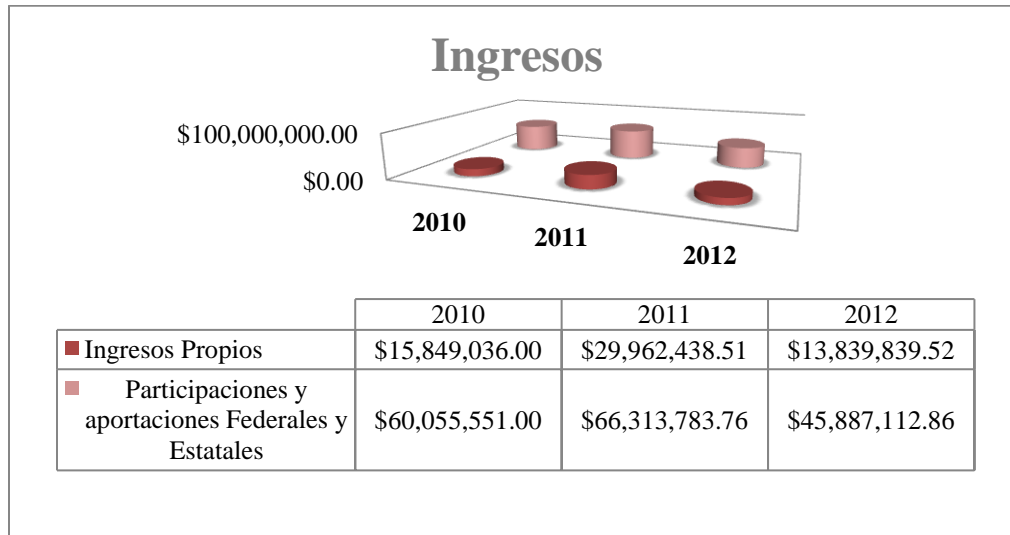 Ingresos
$100,000,000.00
$0.00
2010
2011
2012
2010 2011 2012
Ingresos Propios $15,849,036.00 $29,962,438.51 $13,839,839.52
Participaciones y
aportaciones Federales y
Estatales
$60,055,551.00 $66,313,783.76 $45,887,112.86